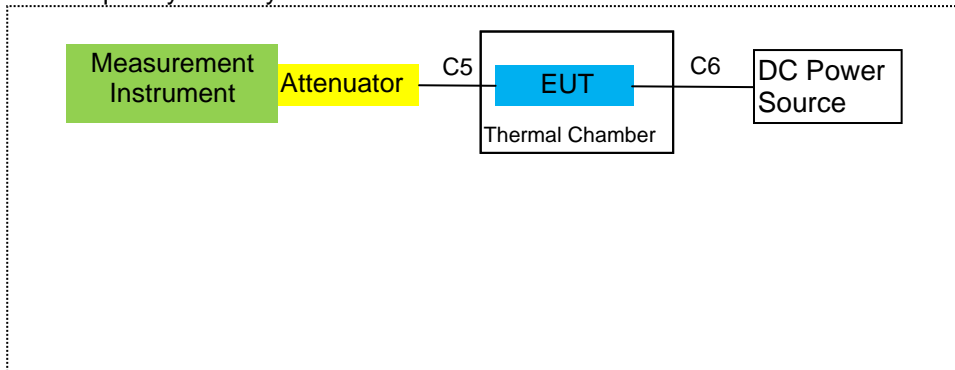 Measurement
Instrument
Attenuator
C5
EUT
Thermal Chamber
C6
DC Power
Source